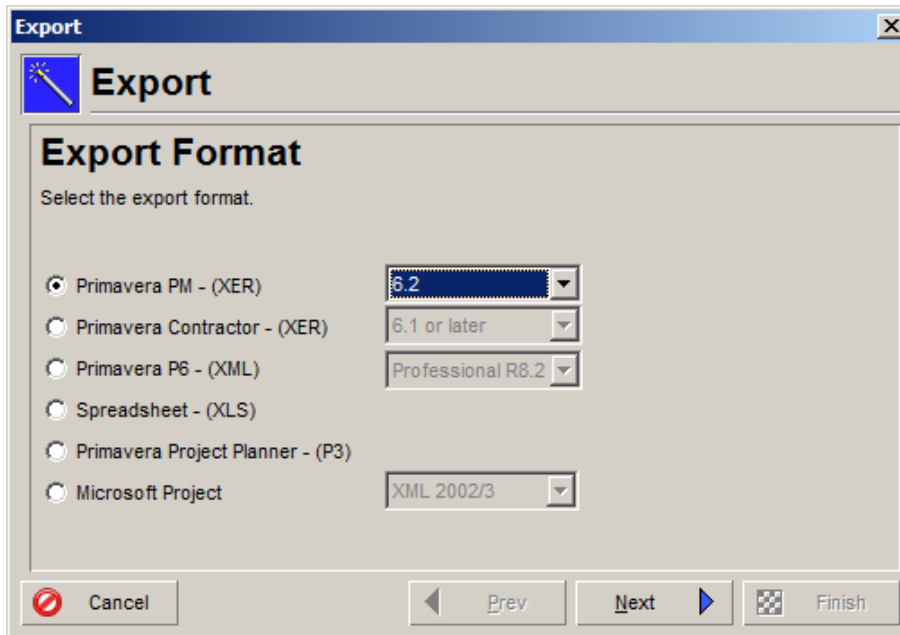 Export
Export
Export Format
Select the export format.
Primavera PM - (XER) 6.2
Primavera Contractor - (XER) 6.1 or later
Primavera P6 - (XML) Professional R8.2
Spreadsheet - (XLS)
Primavera Project Planner - (P3)
Microsoft Project XML 2002/3
Cancel Prev Next Finish